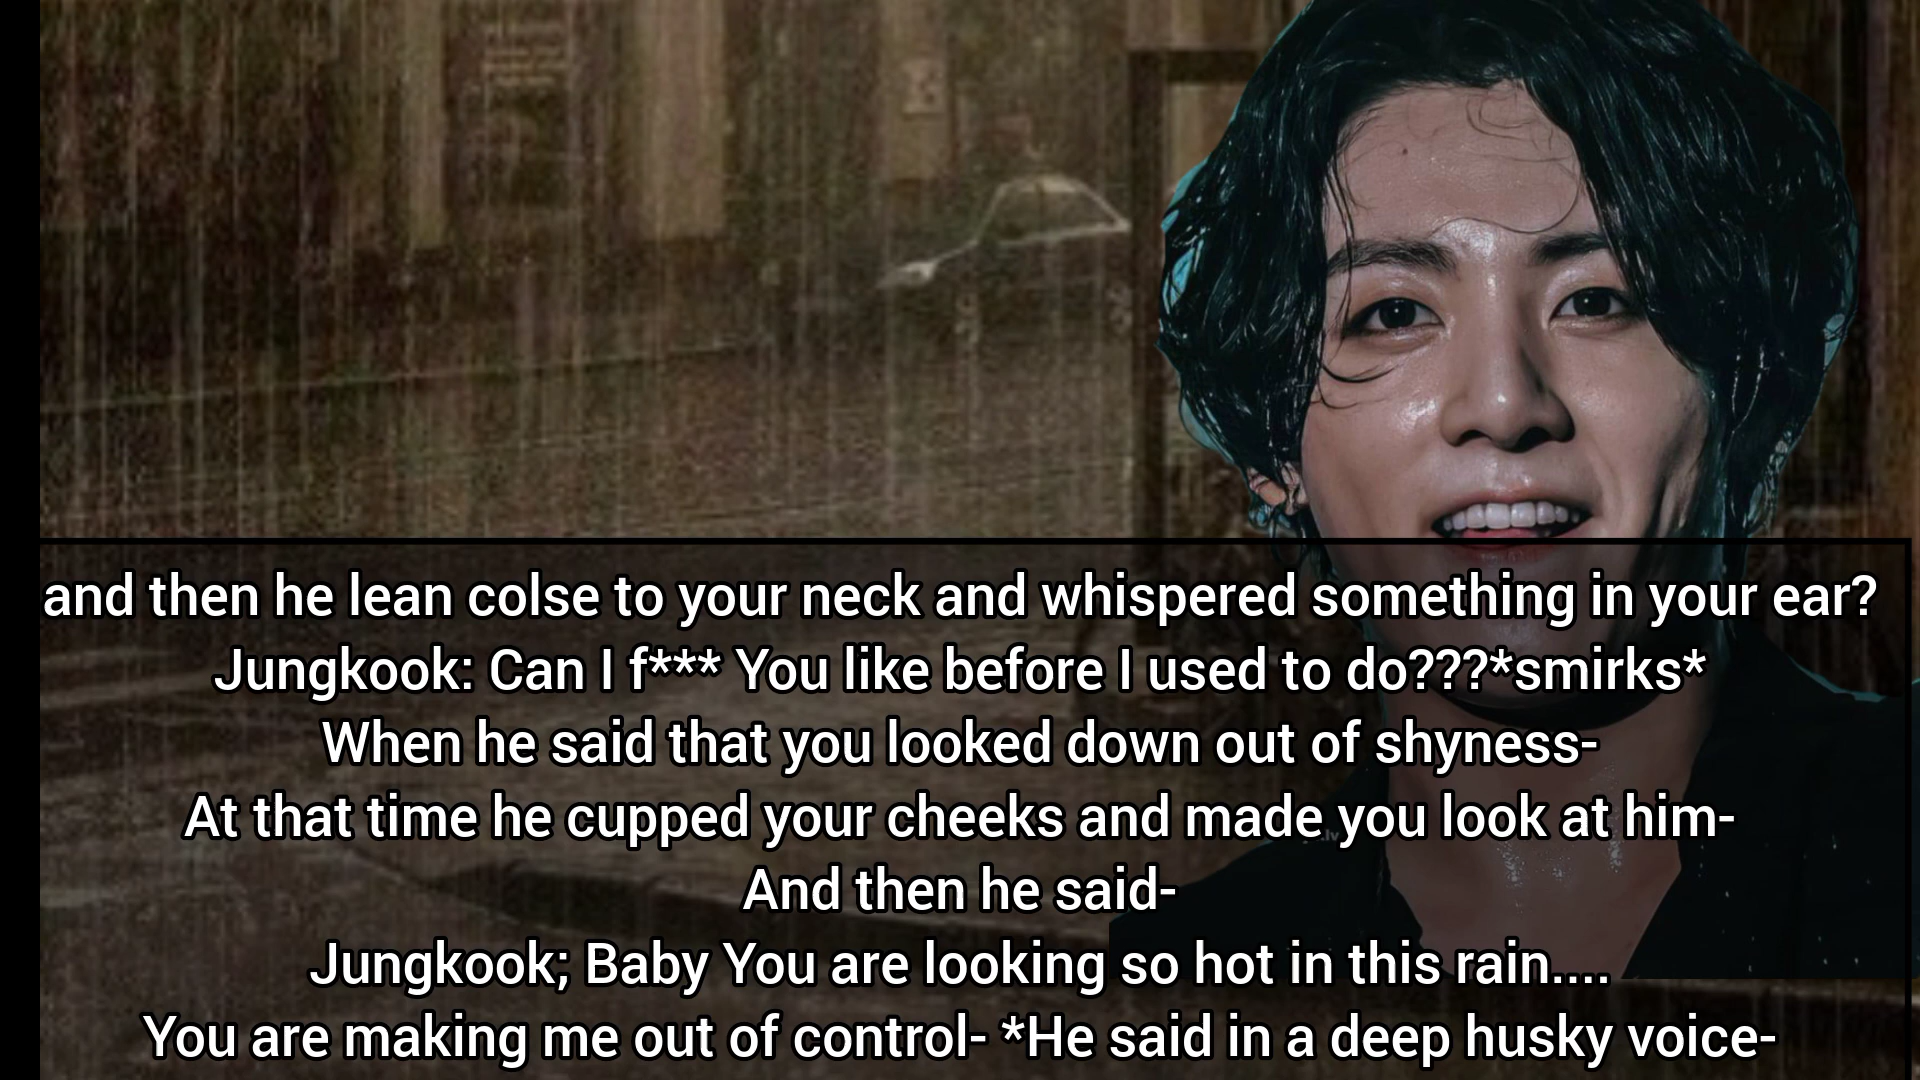 and then he lean colse to your neck and whispered something in your ear?
Jungkook: Can I f*** You like before I used to do???*smirks*
When he said that you looked down out of shyness-
At that time he cupped your cheeks and made you look at him-
And then he said-
Jungkook; Baby You are looking so hot in this rain....
You are making me out of control- *He said in a deep husky voice-